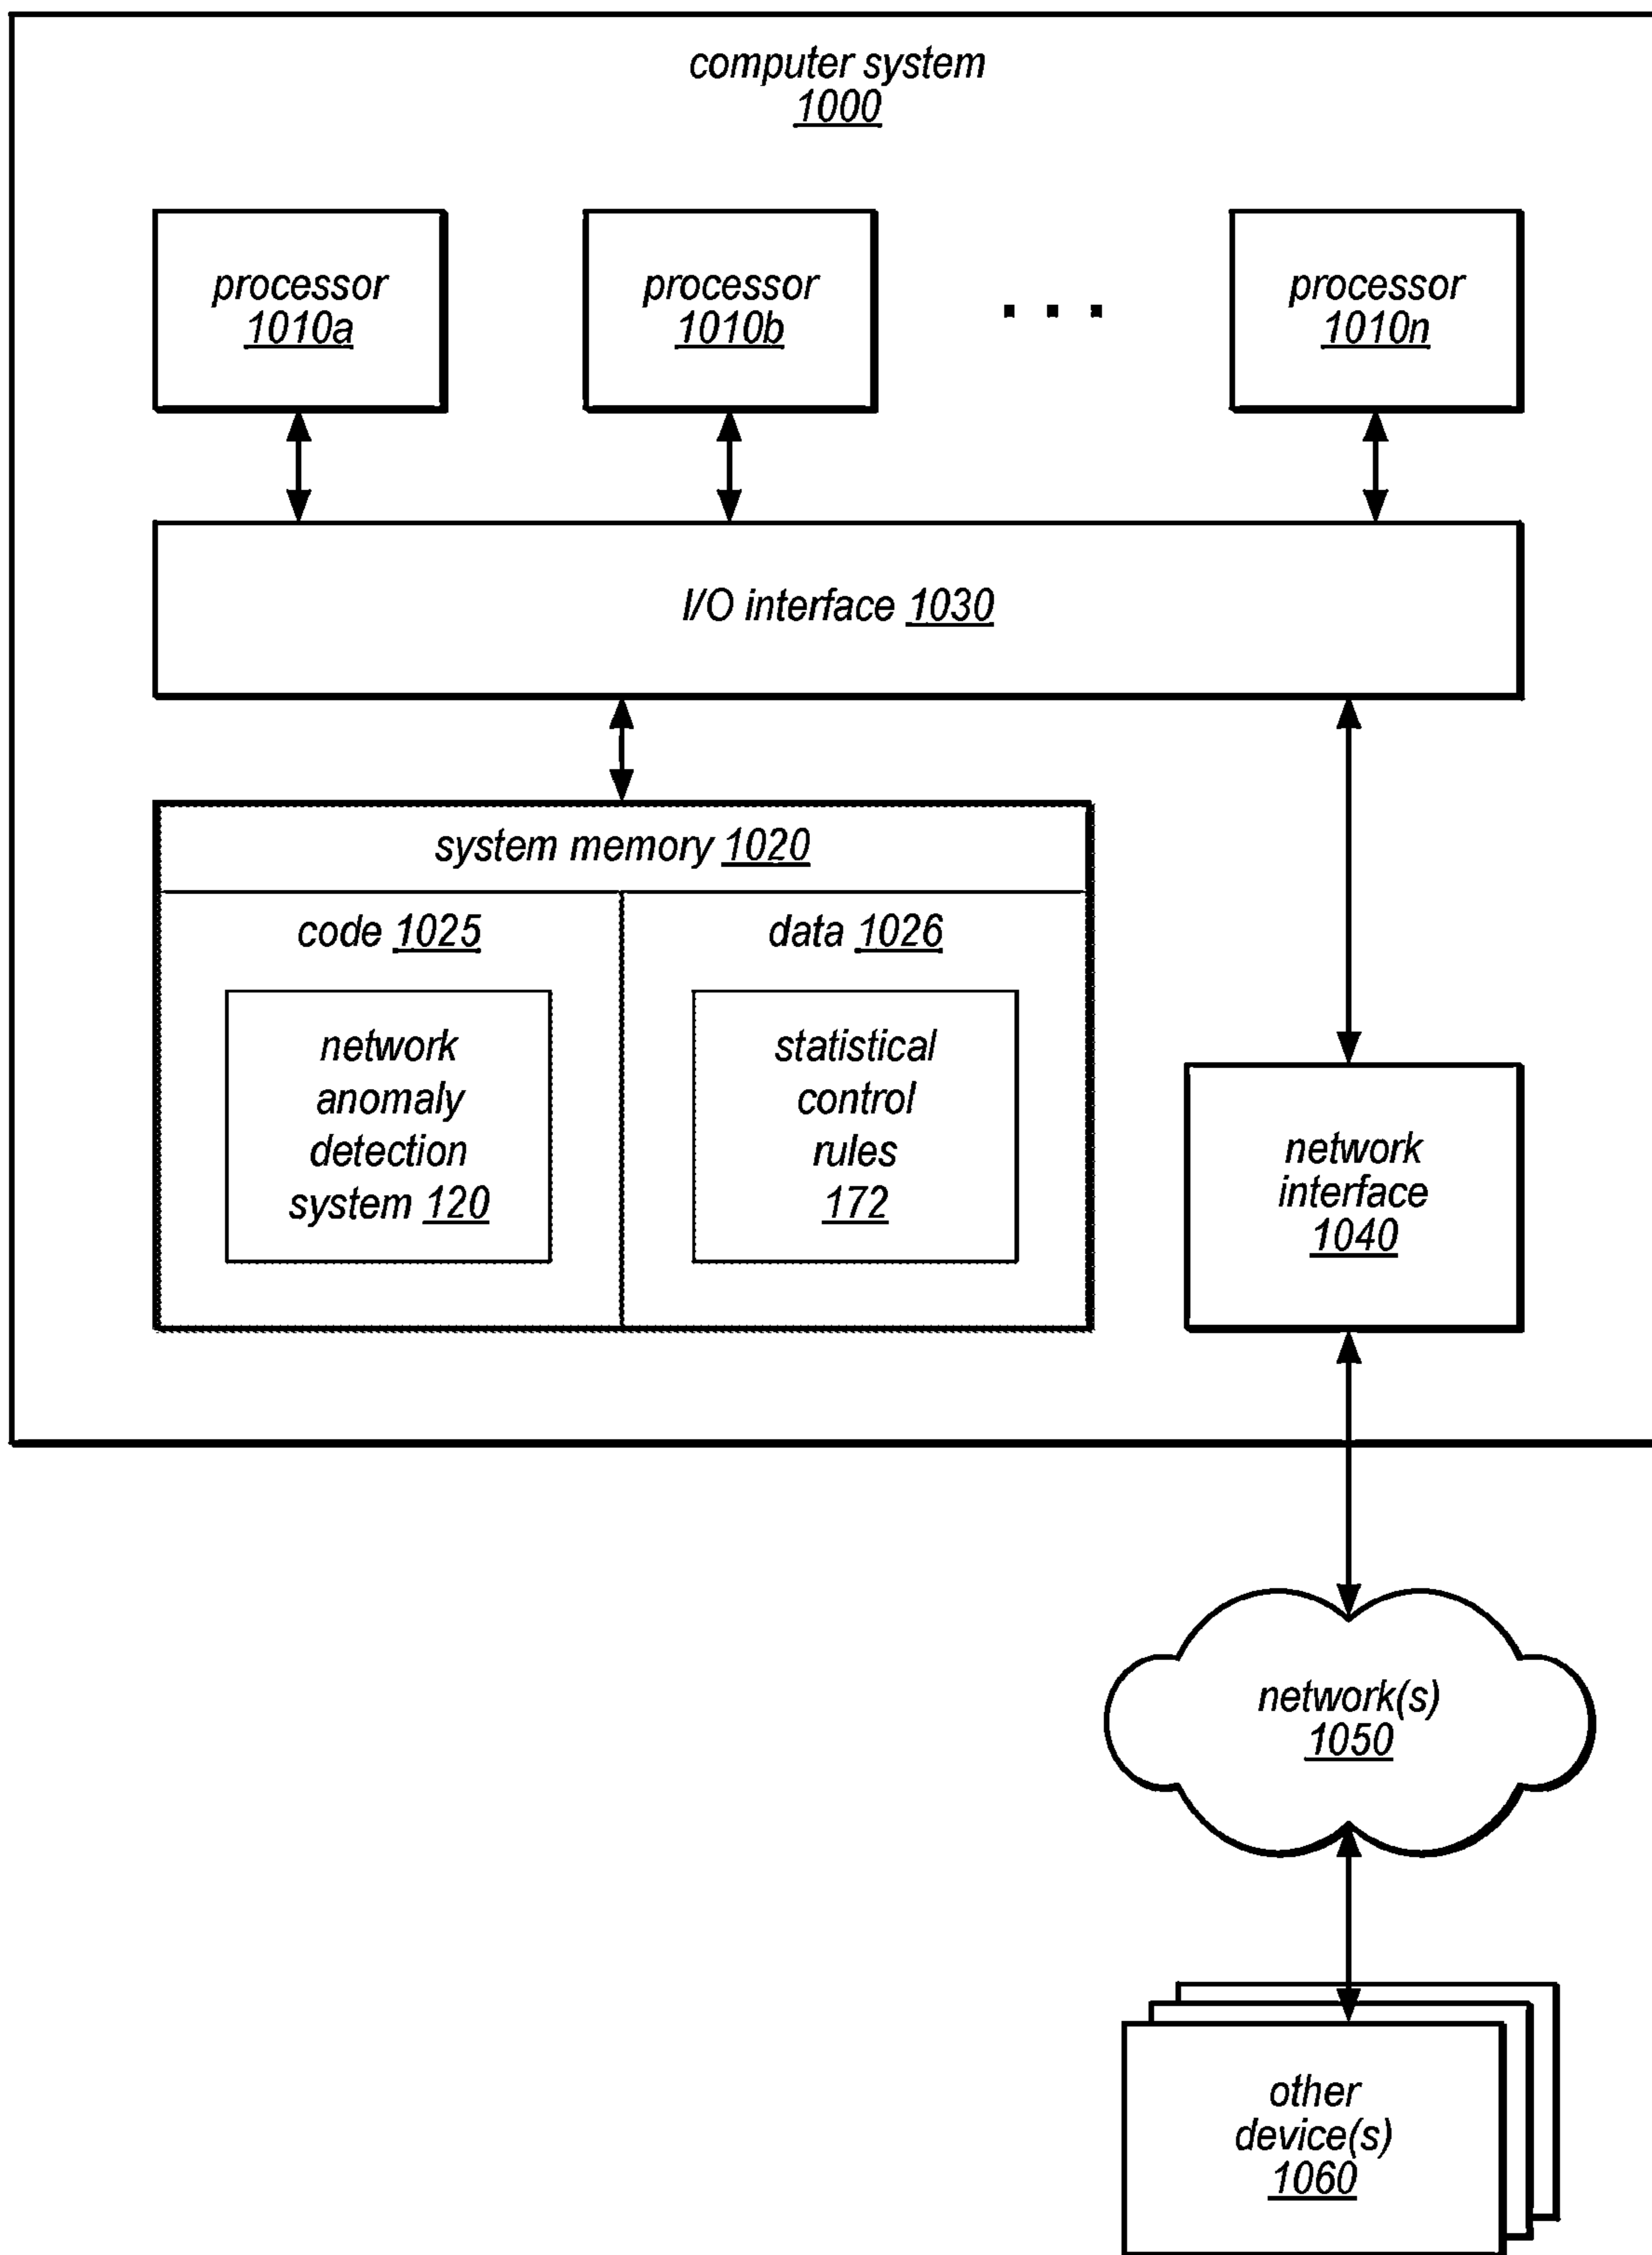 computer system
1000
processor
1010a
processor
1010b
. . .
processor
1010n
I/O interface 1030
system memory 1020
code 1025
network
anomaly
detection
system 120
data 1026
statistical
control
rules
172
network
interface
1040
network(s)
1050
other
device(s)
1060